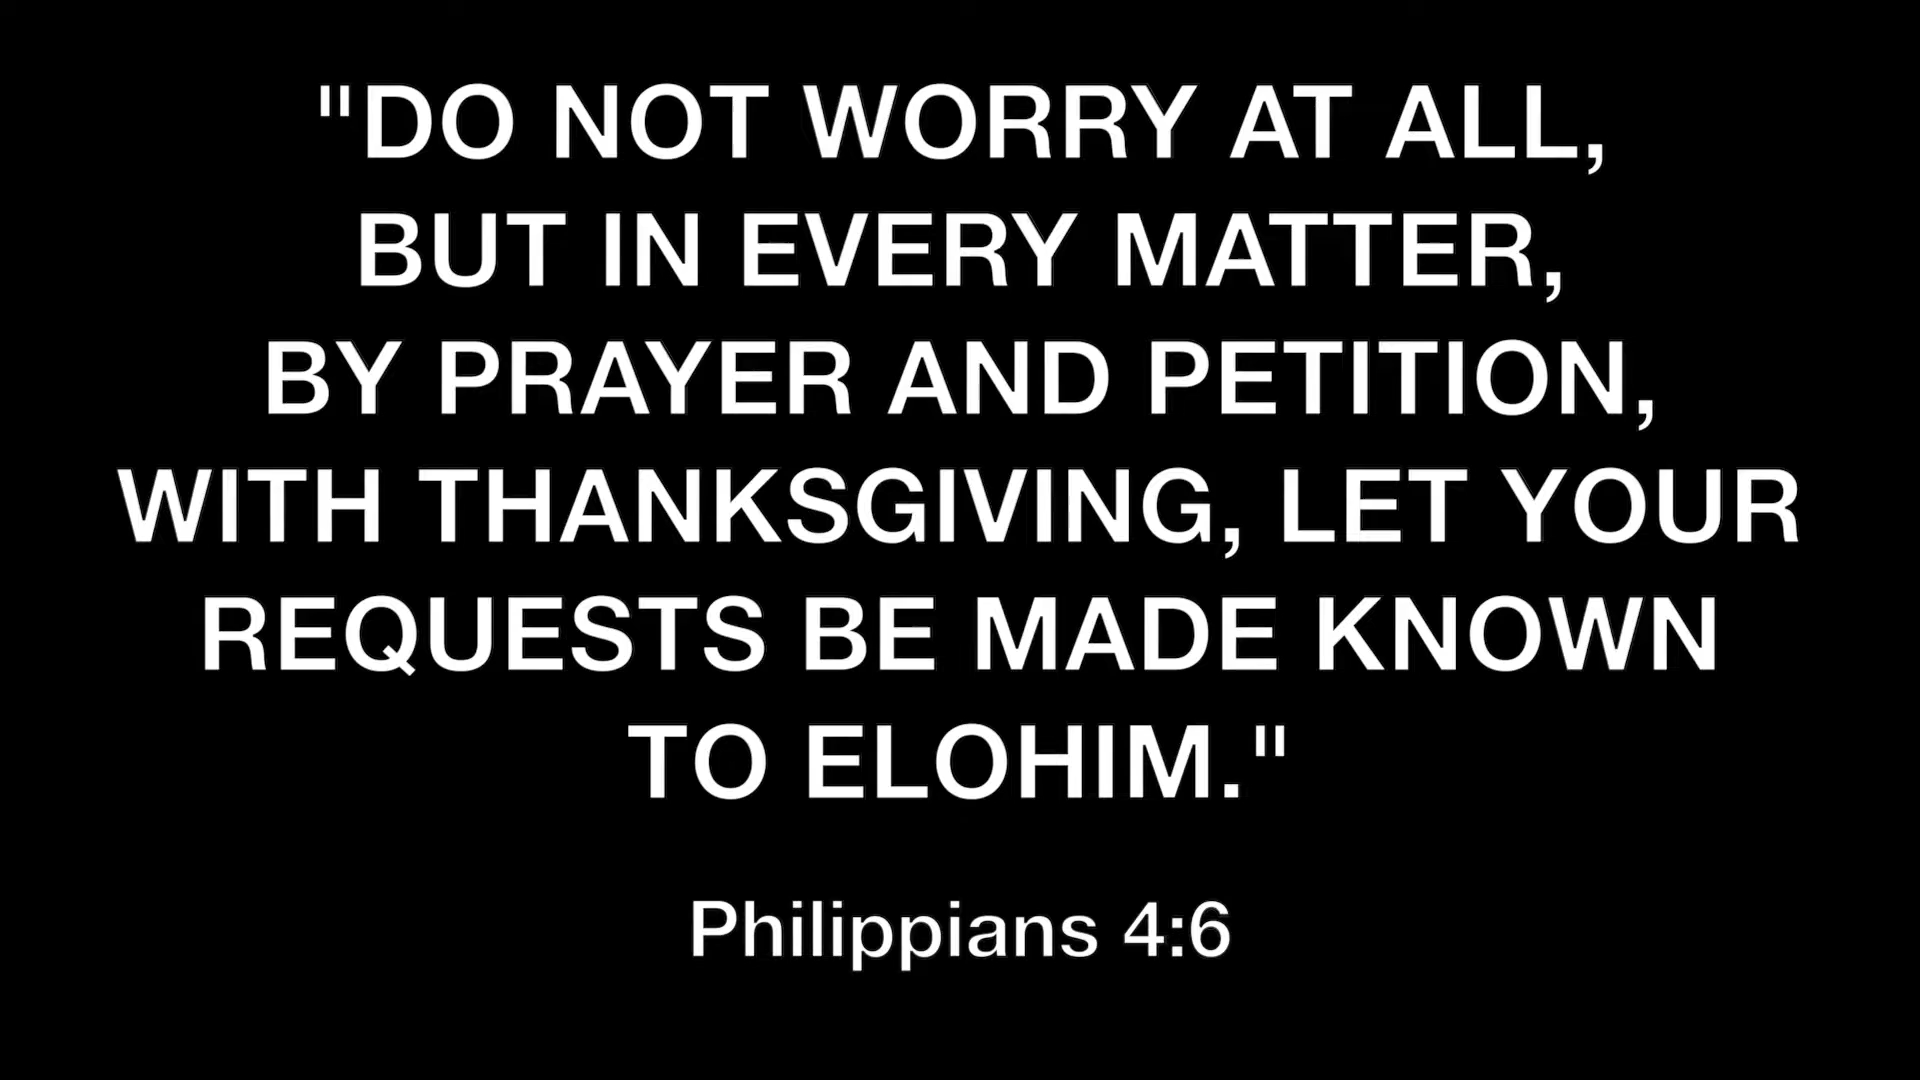 "DO NOT WORRY AT ALL,
BUT IN EVERY MATTER,
BY PRAYER AND PETITION,
WITH THANKSGIVING, LET YOUR
REQUESTS BE MADE KNOWN
TO ELOHIM."
Philippians 4:6